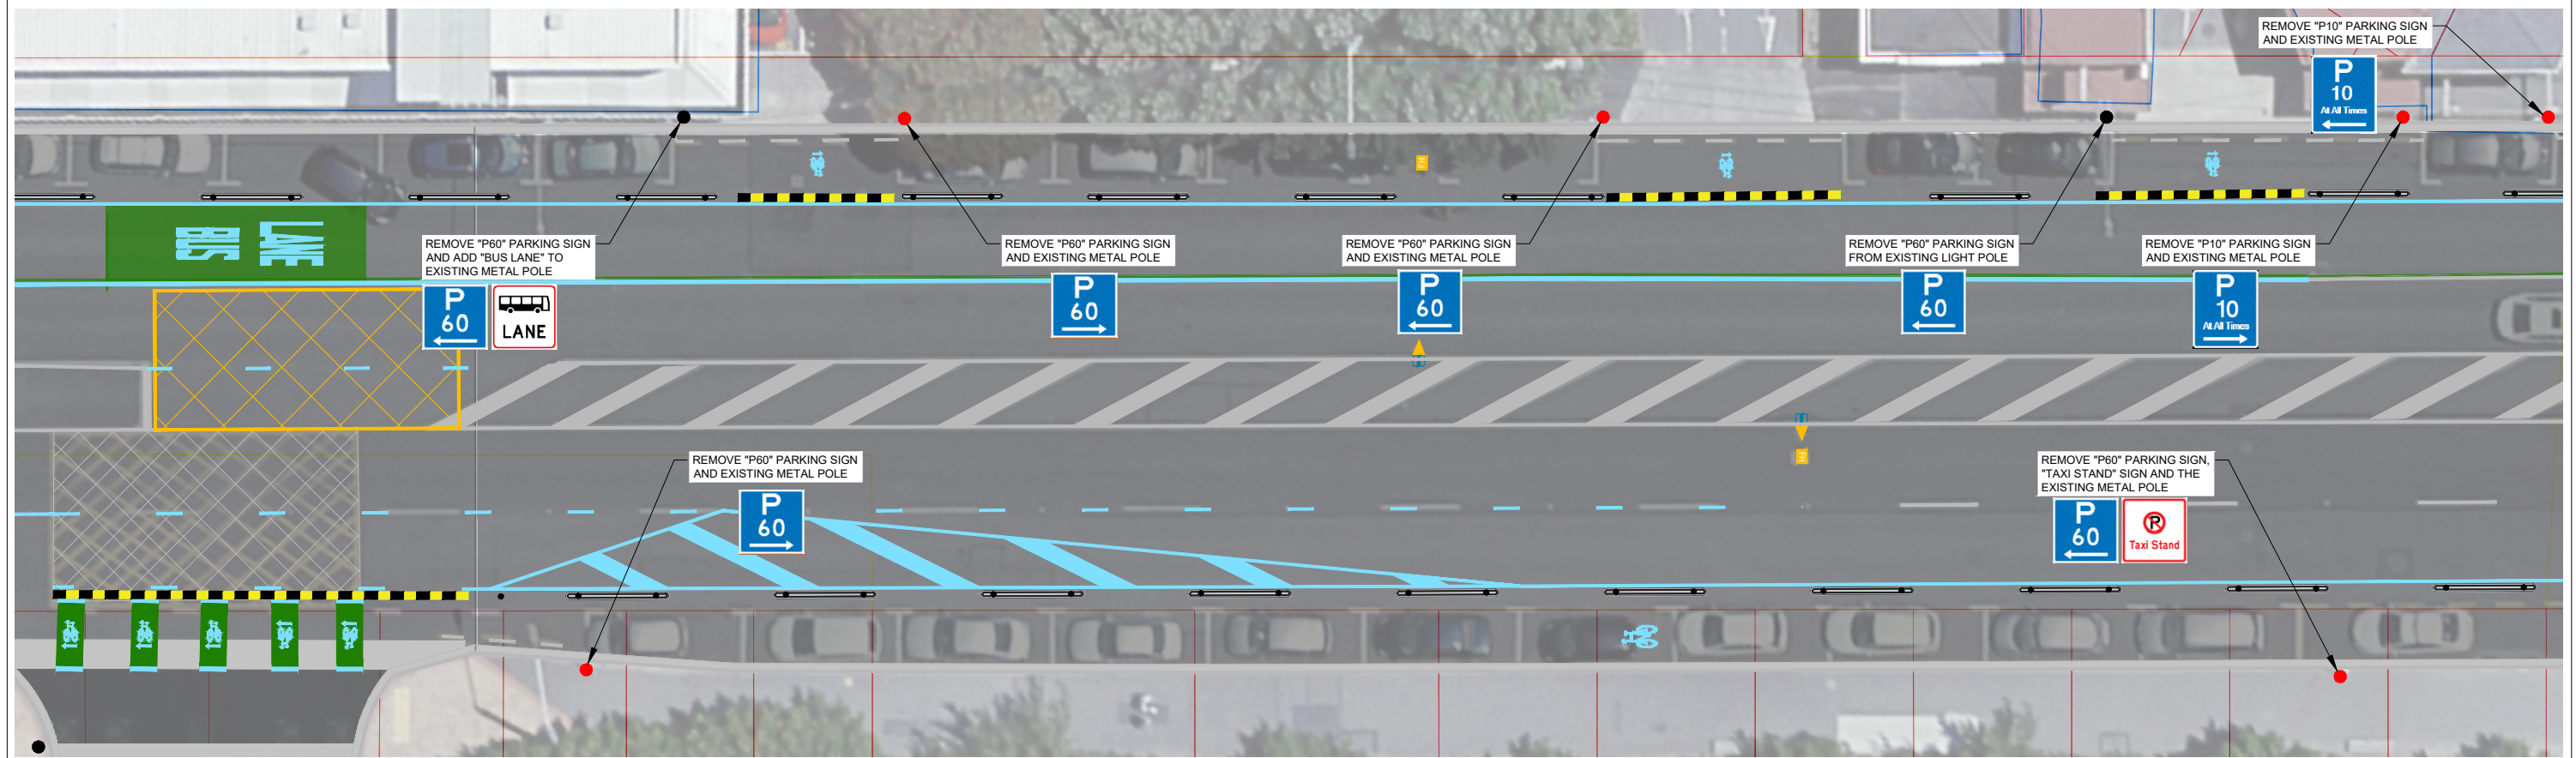 REMOVE "P10" PARKING SIGN
AND EXISTING METAL POLE
P
10
At All Times
FH
LANE
BUS
REMOVE "P60" PARKING SIGN
AND ADD "BUS LANE" TO
EXISTING METAL POLE
P
60
LANE
REMOVE "P60" PARKING SIGN
AND EXISTING METAL POLE
P
60
REMOVE "P60" PARKING SIGN
AND EXISTING METAL POLE
P
60
REMOVE "P60" PARKING SIGN
FROM EXISTING LIGHT POLE
P
60
REMOVE "P10" PARKING SIGN
AND EXISTING METAL POLE
P
10
At All Times
FH
REMOVE "P60" PARKING SIGN
AND EXISTING METAL POLE
P
60
REMOVE "P60" PARKING SIGN,
"TAXI STAND" SIGN AND THE
EXISTING METAL POLE
P
60
P
Taxi Stand